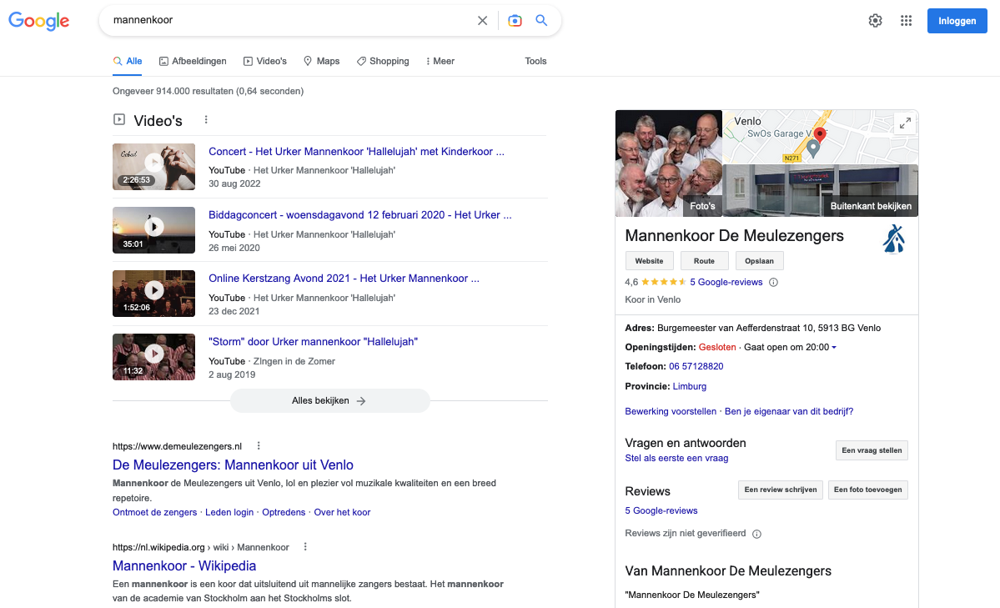 Google
mannenkoor
Inloggen
Alle
Afbeeldingen
Video's
Maps
Shopping
Meer
Tools
Ongeveer 914.000 resultaten (0,64 seconden)
Video's
2:26:53
Concert - Het Urker Mannenkoor 'Hallelujah' met Kinderkoor ...
YouTube · Het Urker Mannenkoor 'Hallelujah'
30 aug 2022
35:01
Biddagconcert - woensdagavond 12 februari 2020 - Het Urker ...
YouTube · Het Urker Mannenkoor 'Hallelujah'
26 mei 2020
1:52:06
Online Kerstzang Avond 2021 - Het Urker Mannenkoor ...
YouTube · Het Urker Mannenkoor 'Hallelujah'
23 dec 2021
11:32
"Storm" door Urker mannenkoor "Hallelujah"
YouTube · ZIngen in de Zomer
2 aug 2019
Alles bekijken
https://www.demeulezengers.nl
De Meulezengers: Mannenkoor uit Venlo
Mannenkoor de Meulezengers uit Venlo, lol en plezier vol muzikale kwaliteiten en een breed
repetoire.
Ontmoet de zengers · Leden login · Optredens · Over het koor
https://nl.wikipedia.org › wiki › Mannenkoor
Mannenkoor - Wikipedia
Een mannenkoor is een koor dat uitsluitend uit mannelijke zangers bestaat. Het mannenkoor
van de academie van Stockholm aan het Stockholms slot.
Venlo
SwOs Garage V
N271
Foto's
Buitenkant bekijken
Mannenkoor De Meulezengers
Website
Route
Opslaan
4,6
5 Google-reviews
Koor in Venlo
Adres: Burgemeester van Aefferdenstraat 10, 5913 BG Venlo
Openingstijden: Gesloten · Gaat open om 20:00
Telefoon: 06 57128820
Provincie: Limburg
Bewerking voorstellen · Ben je eigenaar van dit bedrijf?
Vragen en antwoorden
Stel als eerste een vraag
Een vraag stellen
Reviews
Een review schrijven
Een foto toevoegen
5 Google-reviews
Reviews zijn niet geverifieerd
Van Mannenkoor De Meulezengers
"Mannenkoor De Meulezengers"